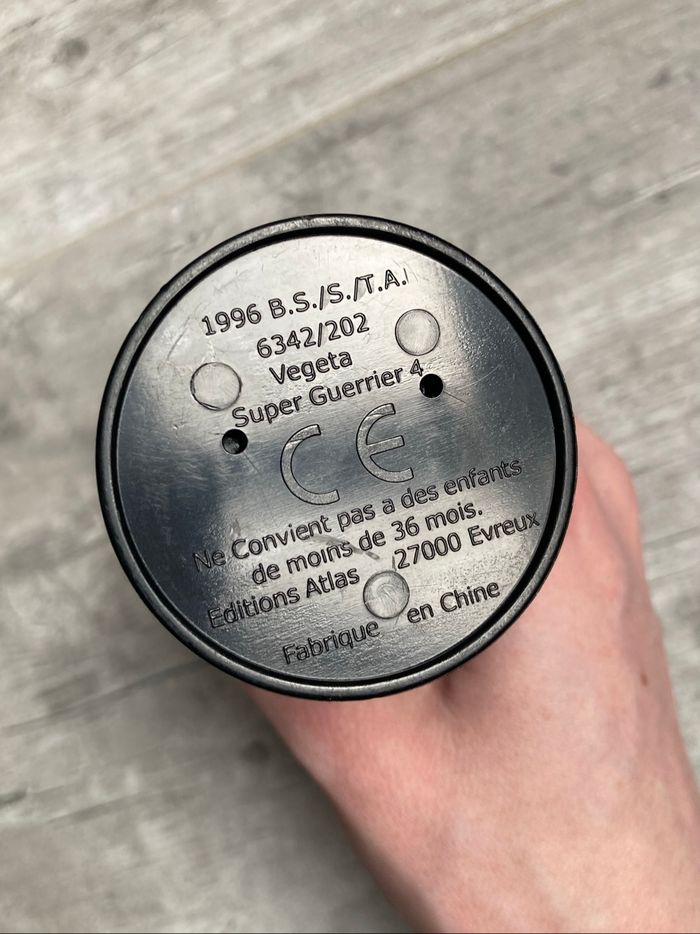 1996 B.S./S./T.A.
6342/202
Vegeta
Super Guerrier 4
CE
Ne Convient pas a des enfants
de moins de 36 mois.
Editions Atlas 27000 Evreux
Fabrique en Chine